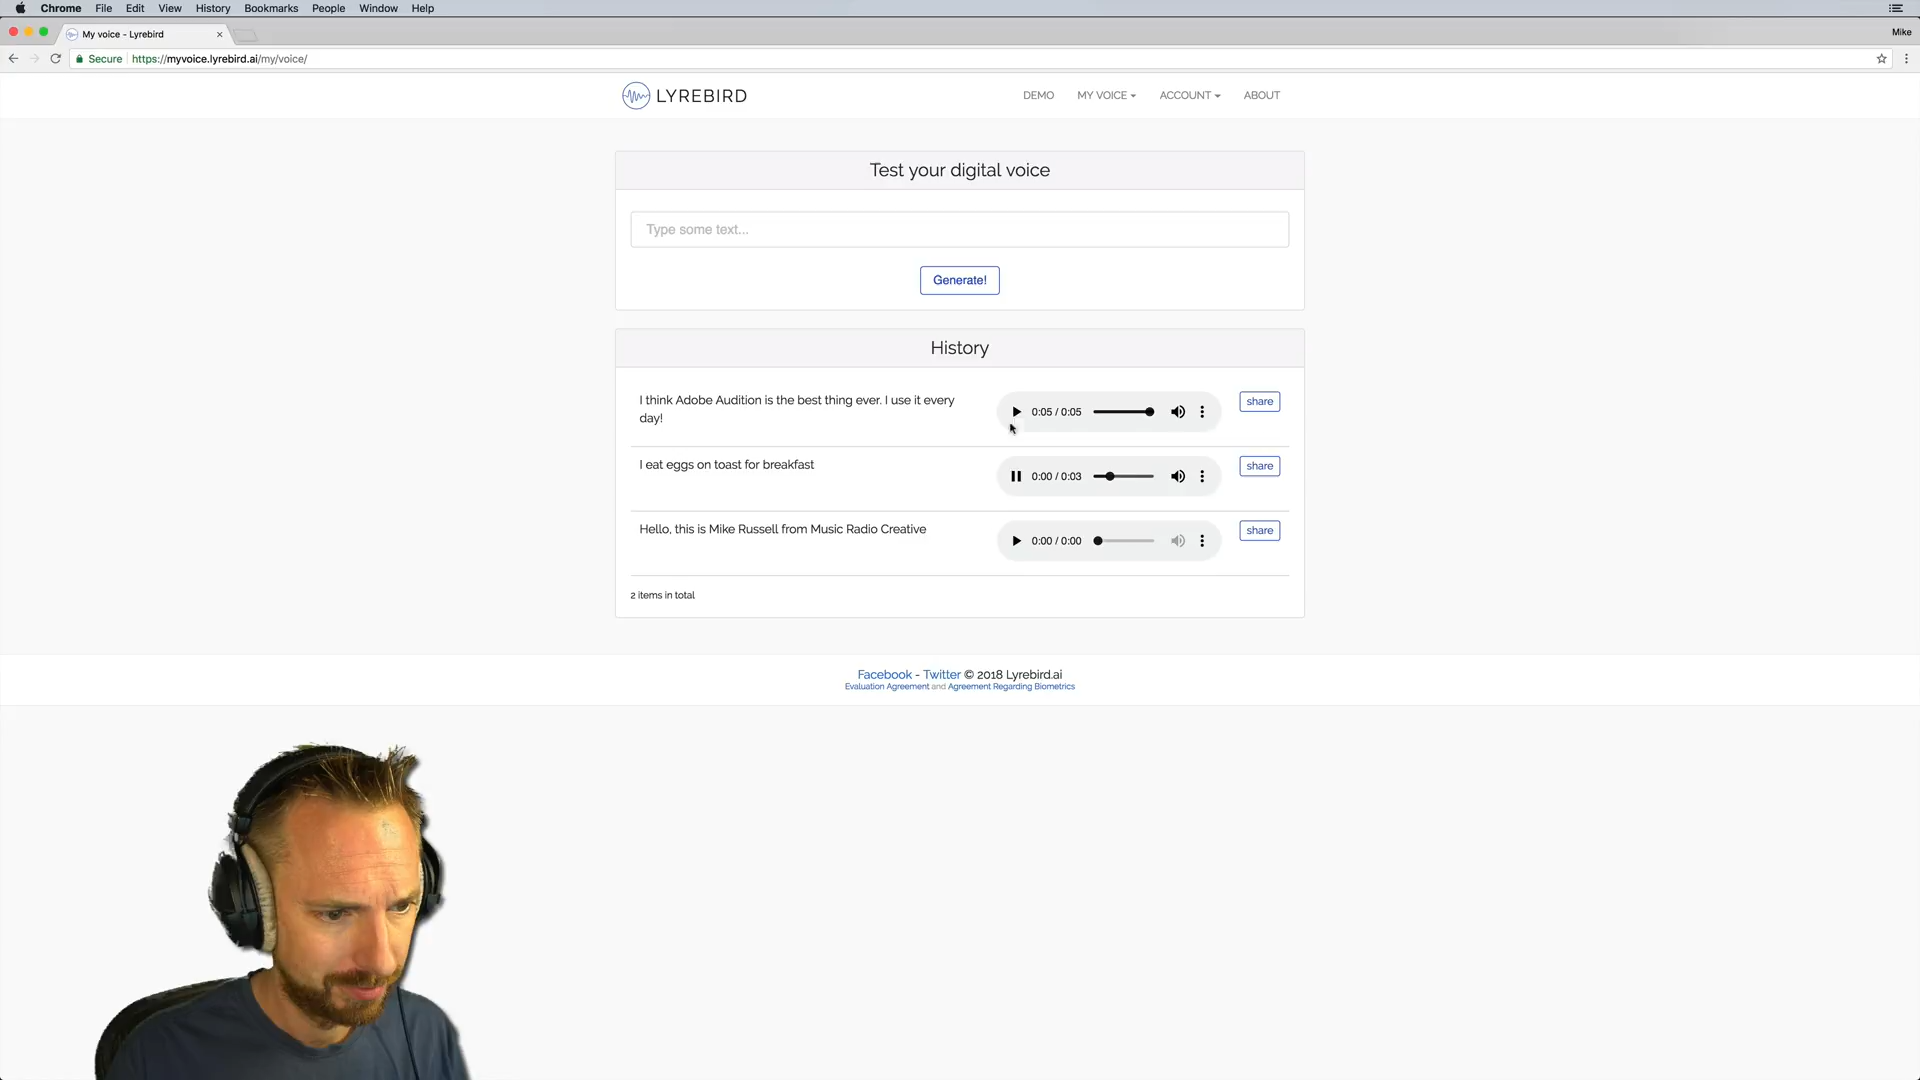 Chrome File Edit View History Bookmarks People Window Help
My voice - Lyrebird
Mike
Secure https://myvoice.lyrebird.ai/my/voice/
LYREBIRD
DEMO MY VOICE ACCOUNT ABOUT
Test your digital voice
Type some text...
Generate!
History
I think Adobe Audition is the best thing ever. I use it every
day!
0:05 / 0:05
share
I eat eggs on toast for breakfast
0:00 / 0:03
share
Hello, this is Mike Russell from Music Radio Creative
0:00 / 0:00
share
2 items in total
Facebook - Twitter © 2018 Lyrebird.ai
Evaluation Agreement and Agreement Regarding Biometrics